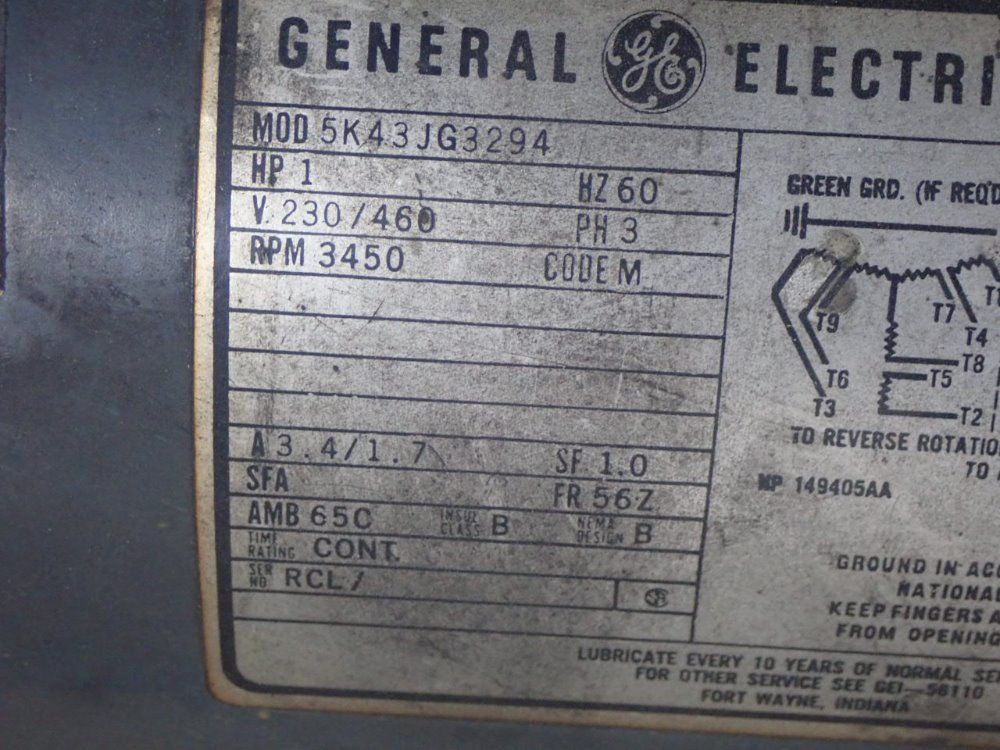 GENERAL GE ELECTRI
MOD 5K43JG3294
HP 1 HZ 60
V. 230/460 PH 3
RPM 3450 CODE M
A 3.4/1.7 SF 1.0
SFA FR 56Z
AMB 65C INSUL CLASS B NEMA DESIGN B
TIME RATING CONT.
SER NO RCL
GREEN GRD. (IF REQ'D
T9
T7
T4
T8
T6
T5
T3
T2
TO REVERSE ROTATIO
TO
NP 149405AA
GROUND IN ACC
NATIONAL
KEEP FINGERS A
FROM OPENING
LUBRICATE EVERY 10 YEARS OF NORMAL SE
FOR OTHER SERVICE SEE GEI-56110
FORT WAYNE, INDIANA